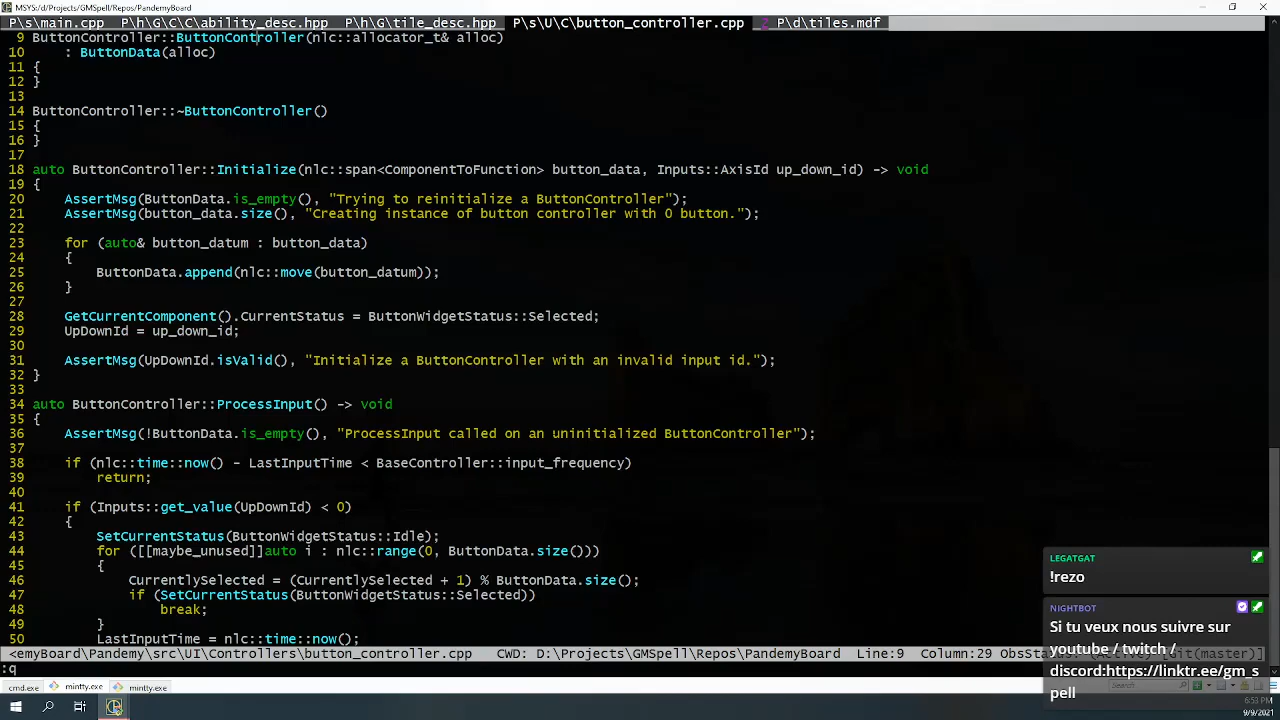 MSYS:/d/Projects/GMSpell/Repos/PandemyBoard
P\s\main.cpp P\h\G\C\C\ability_desc.hpp P\h\G\tile_desc.hpp P\s\U\C\button_controller.cpp Z P\d\tiles.mdf
9 ButtonController::ButtonController(nlc::allocator_t& alloc)
10 : ButtonData(alloc)
11 {
12 }
13
14 ButtonController::~ButtonController()
15 {
16 }
17
18 auto ButtonController::Initialize(nlc::span<ComponentToFunction> button_data, Inputs::AxisId up_down_id) -> void
19 {
20 AssertMsg(ButtonData.is_empty(), "Trying to reinitialize a ButtonController");
21 AssertMsg(button_data.size(), "Creating instance of button controller with 0 button.");
22
23 for (auto& button_datum : button_data)
24 {
25 ButtonData.append(nlc::move(button_datum));
26 }
27
28 GetCurrentComponent().CurrentStatus = ButtonWidgetStatus::Selected;
29 UpDownId = up_down_id;
30
31 AssertMsg(UpDownId.isValid(), "Initialize a ButtonController with an invalid input id.");
32 }
33
34 auto ButtonController::ProcessInput() -> void
35 {
36 AssertMsg(!ButtonData.is_empty(), "ProcessInput called on an uninitialized ButtonController");
37
38 if (nlc::time::now() - LastInputTime < BaseController::input_frequency)
39 return;
40
41 if (Inputs::get_value(UpDownId) < 0)
42 {
43 SetCurrentStatus(ButtonWidgetStatus::Idle);
44 for ([[maybe_unused]]auto i : nlc::range(0, ButtonData.size()))
45 {
46 CurrentlySelected = (CurrentlySelected + 1) % ButtonData.size();
47 if (SetCurrentStatus(ButtonWidgetStatus::Selected))
48 break;
49 }
50 LastInputTime = nlc::time::now();
<emyBoard\Pandemy\src\UI\Controllers\button_controller.cpp CWD: D:\Projects\GMSpell\Repos\PandemyBoard Line:9 Column:29
:q
LEGATGAT
!rezo
NIGHTBOT
Si tu veux nous suivre sur
youtube / twitch /
discord:https://linktr.ee/gm_s
pell
cmd.exe mintty.exe mintty.exe
Search
6:53 PM
9/9/2021